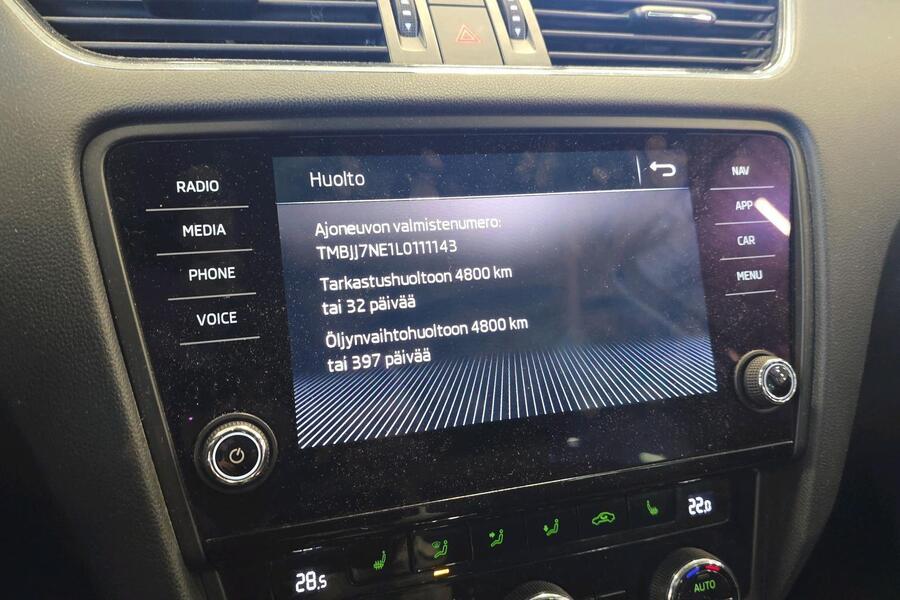 Huolto
RADIO
MEDIA
PHONE
VOICE
Ajoneuvon valmistenumero:
TMBJJ7NE1L0111143
Tarkastushuoltoon 4800 km
tai 32 päivää
Öljynvaihtohuoltoon 4800 km
tai 397 päivää
NAV
APP
CAR
MENU
28.5
22.0
AUTO